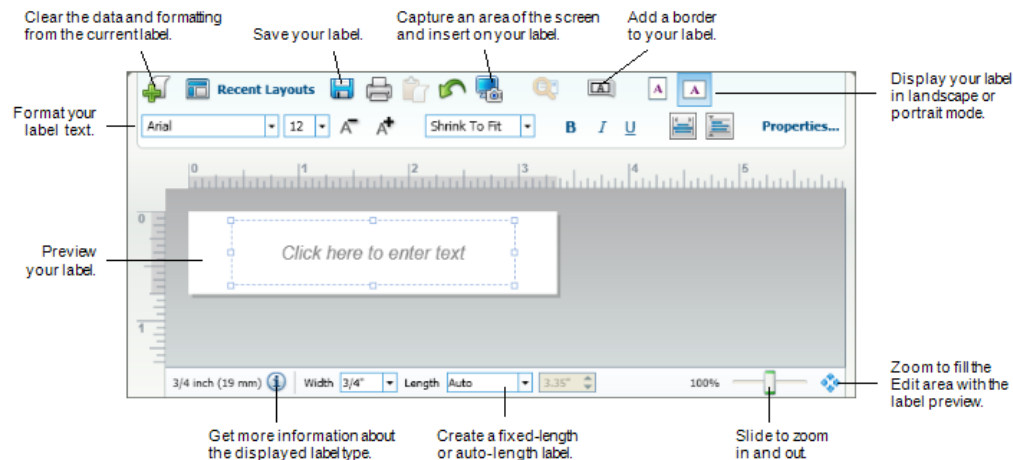 Clear the data and formatting
from the current label.
Save your label.
Capture an area of the screen
and insert on your label.
Add a border
to your label.
Display your label
in landscape or
portrait mode.
Recent Layouts
A
A
A
Format your
label text.
Arial
12
A
A
Shrink To Fit
B I U
Properties...
0 1 2 3 4 5
0
Preview
your label.
Click here to enter text
1
3/4 inch (19 mm)
Width 3/4"
Length Auto
3.35"
100%
Zoom to fill the
Edit area with the
label preview.
Get more information about
the displayed label type.
Create a fixed-length
or auto-length label.
Slide to zoom
in and out.